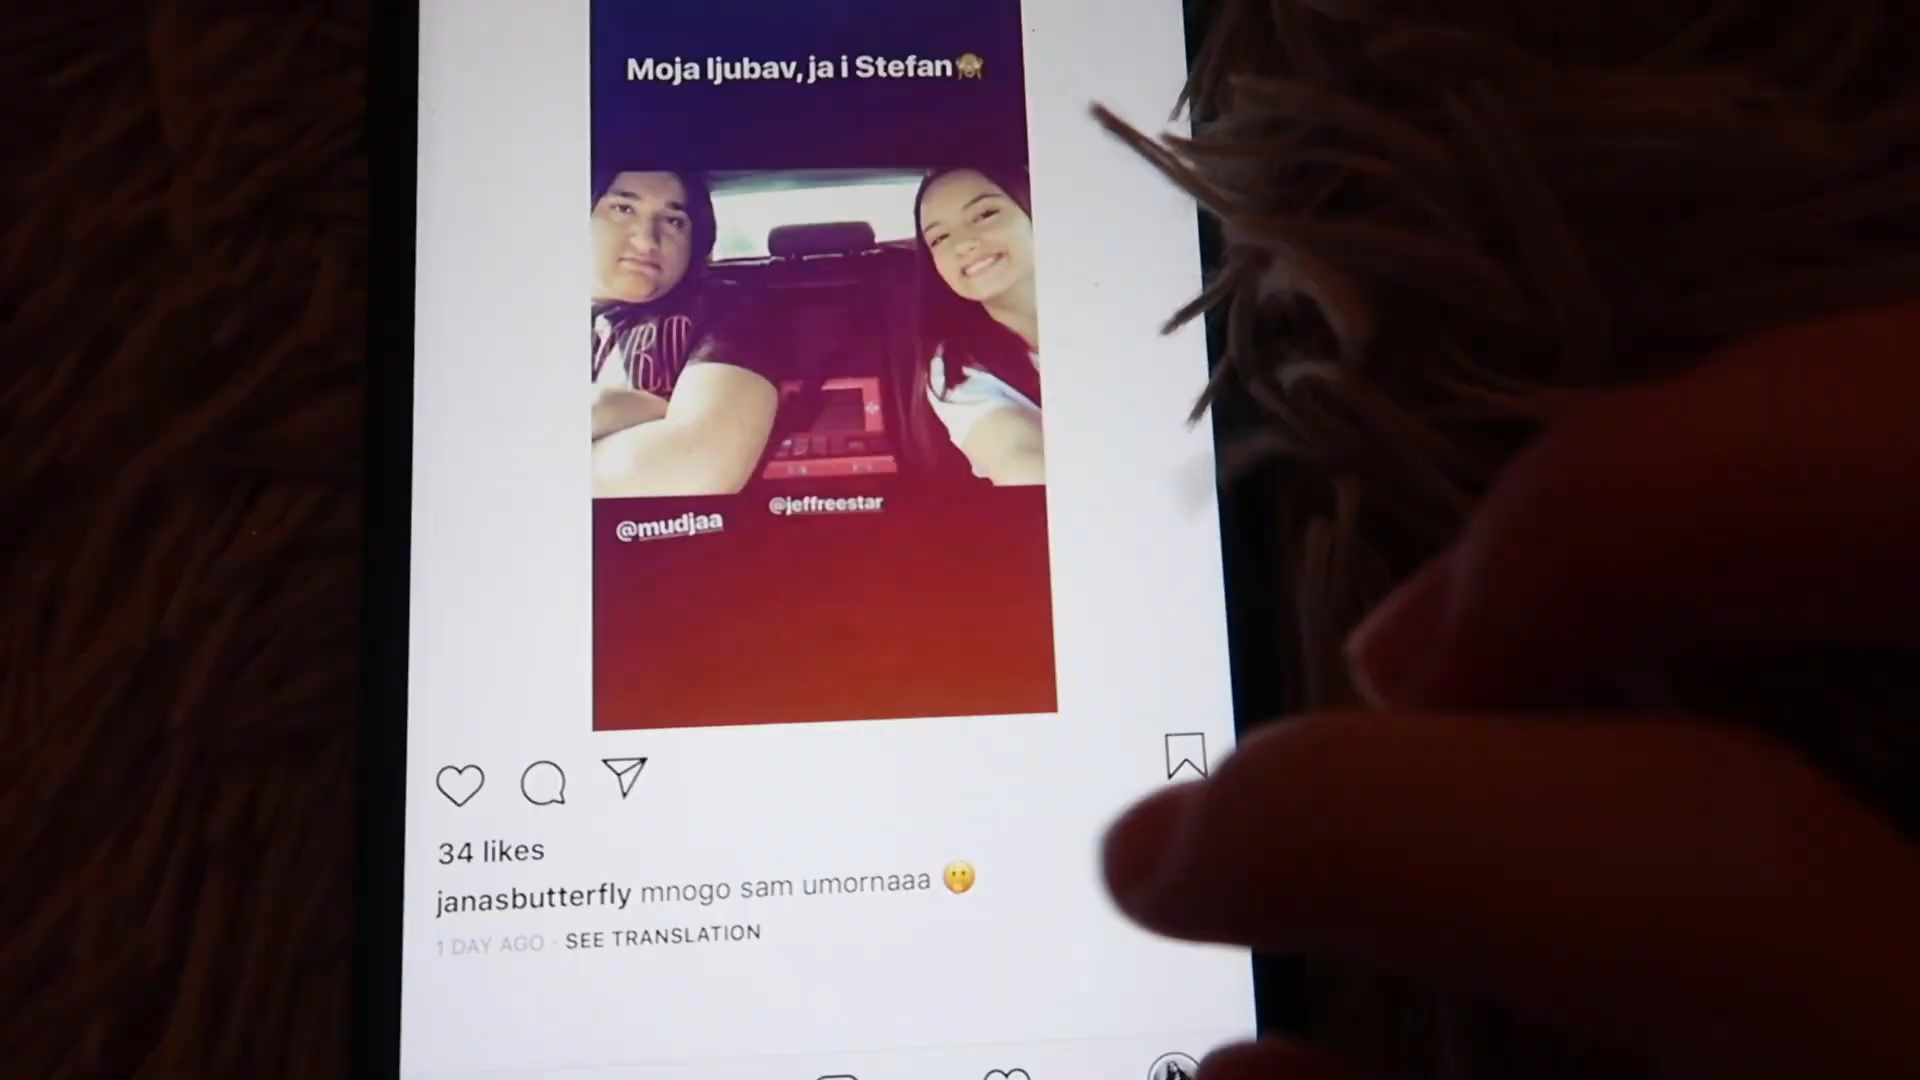 Moja ljubav, ja i Stefan🙈
@jeffreestar
@mudjaa
34 likes
janasbutterfly mnogo sam umornaaa 🤫
1 DAY AGO · SEE TRANSLATION